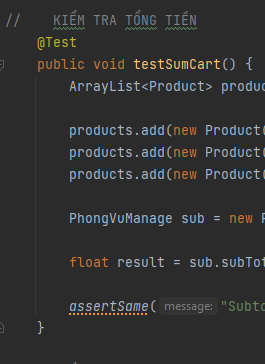 // KIỂM TRA TỔNG TIỀN
@Test
public void testSumCart() {
ArrayList<Product> produc
products.add(new Product(
products.add(new Product(
products.add(new Product(
PhongVuManage sub = new P
float result = sub.subTot
assertSame( message: "Subto
}